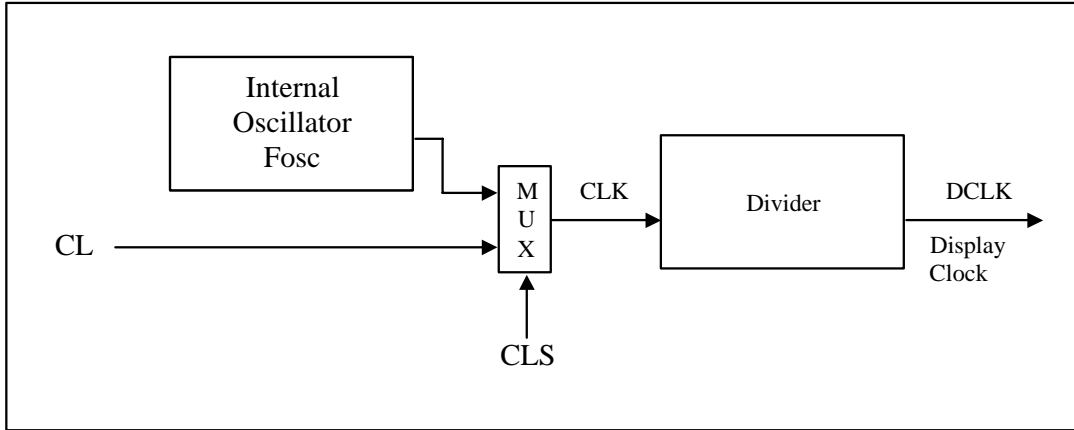 Internal
Oscillator
Fosc
M
U
X
CLK
Divider
DCLK
CL
Display
Clock
CLS